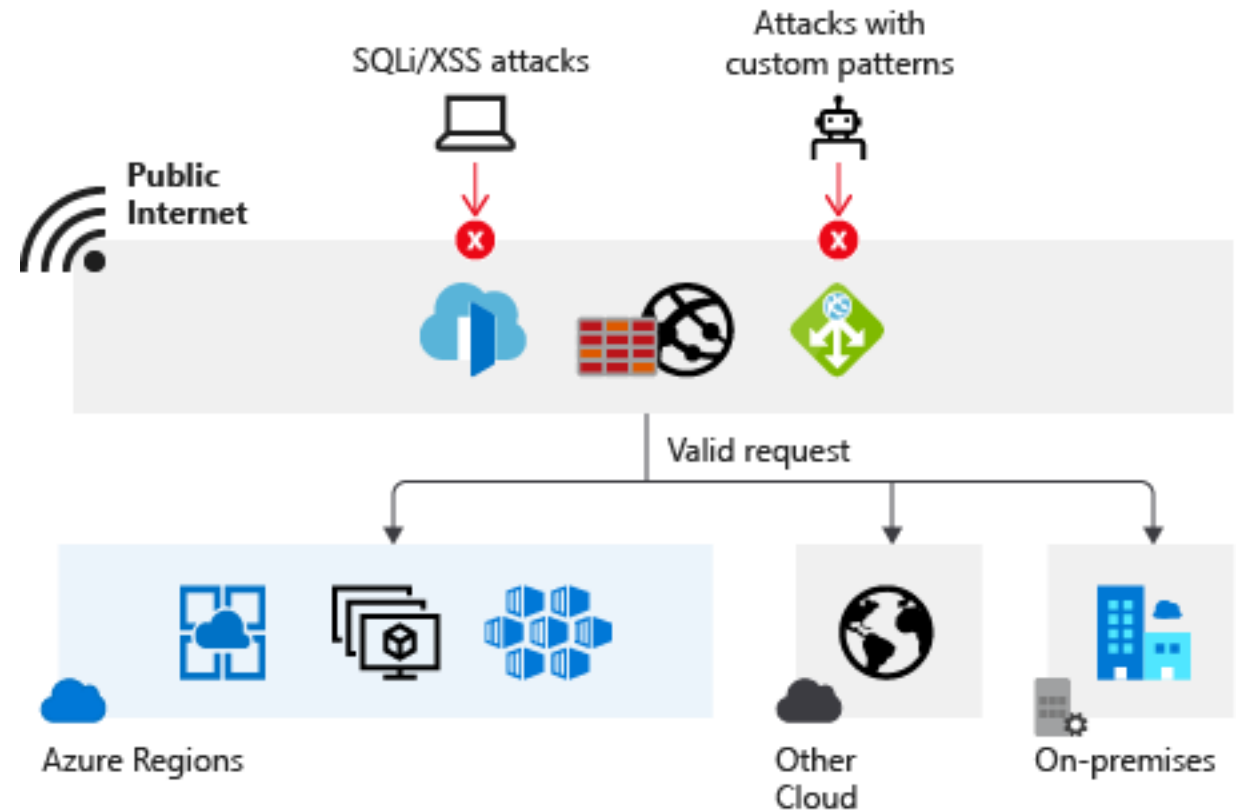 SQLi/XSS attacks
Attacks with
custom patterns
Public
Internet
X
X
Valid request
Azure Regions
Other
Cloud
On-premises